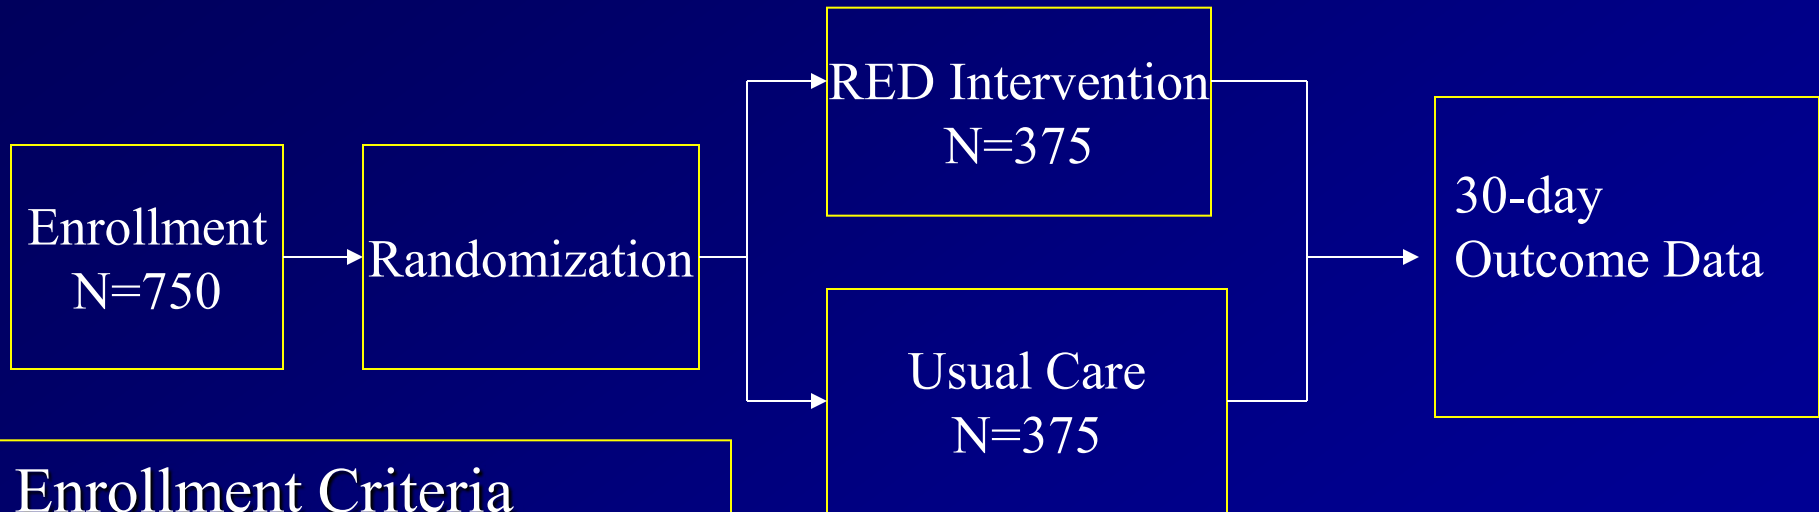 Enrollment
N=750
Randomization
RED Intervention
N=375
Usual Care
N=375
30-day
Outcome Data
Enrollment Criteria